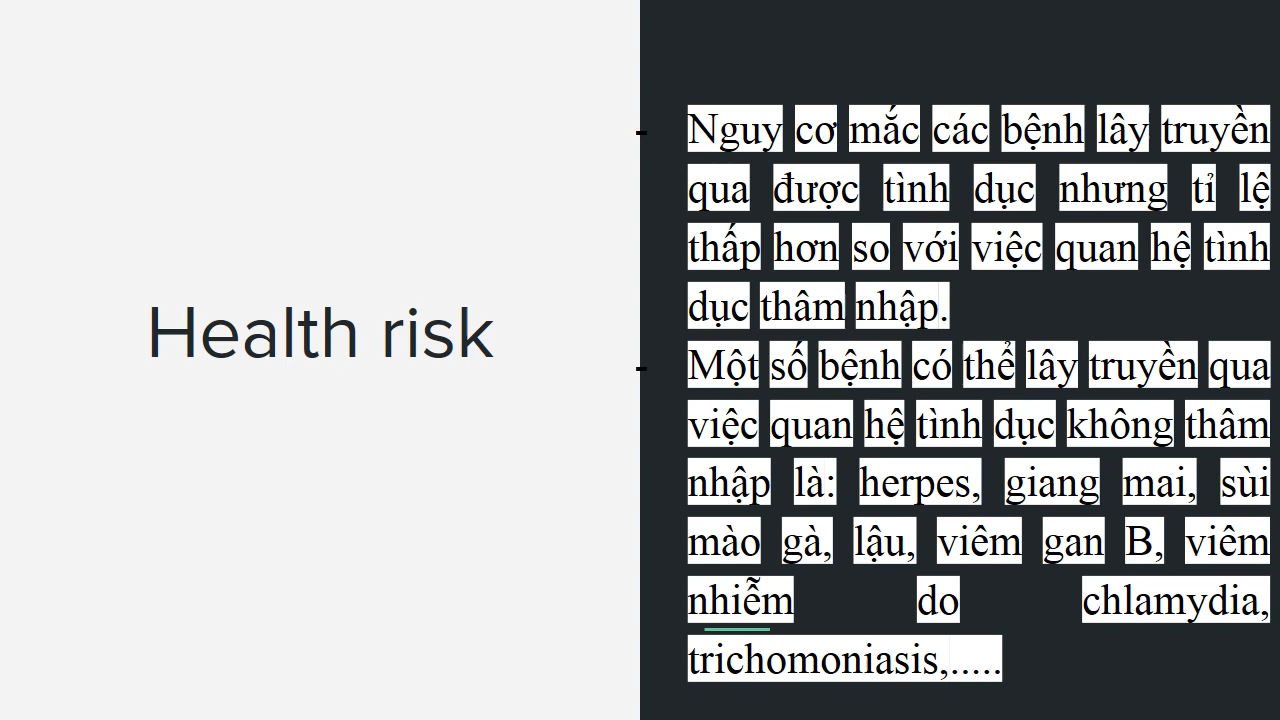 Health risk
- Nguy cơ mắc các bệnh lây truyền
qua được tình dục nhưng tỉ lệ
thấp hơn so với việc quan hệ tình
dục thâm nhập.
- Một số bệnh có thể lây truyền qua
việc quan hệ tình dục không thâm
nhập là: herpes, giang mai, sùi
mào gà, lậu, viêm gan B, viêm
nhiễm do chlamydia,
trichomoniasis,.....